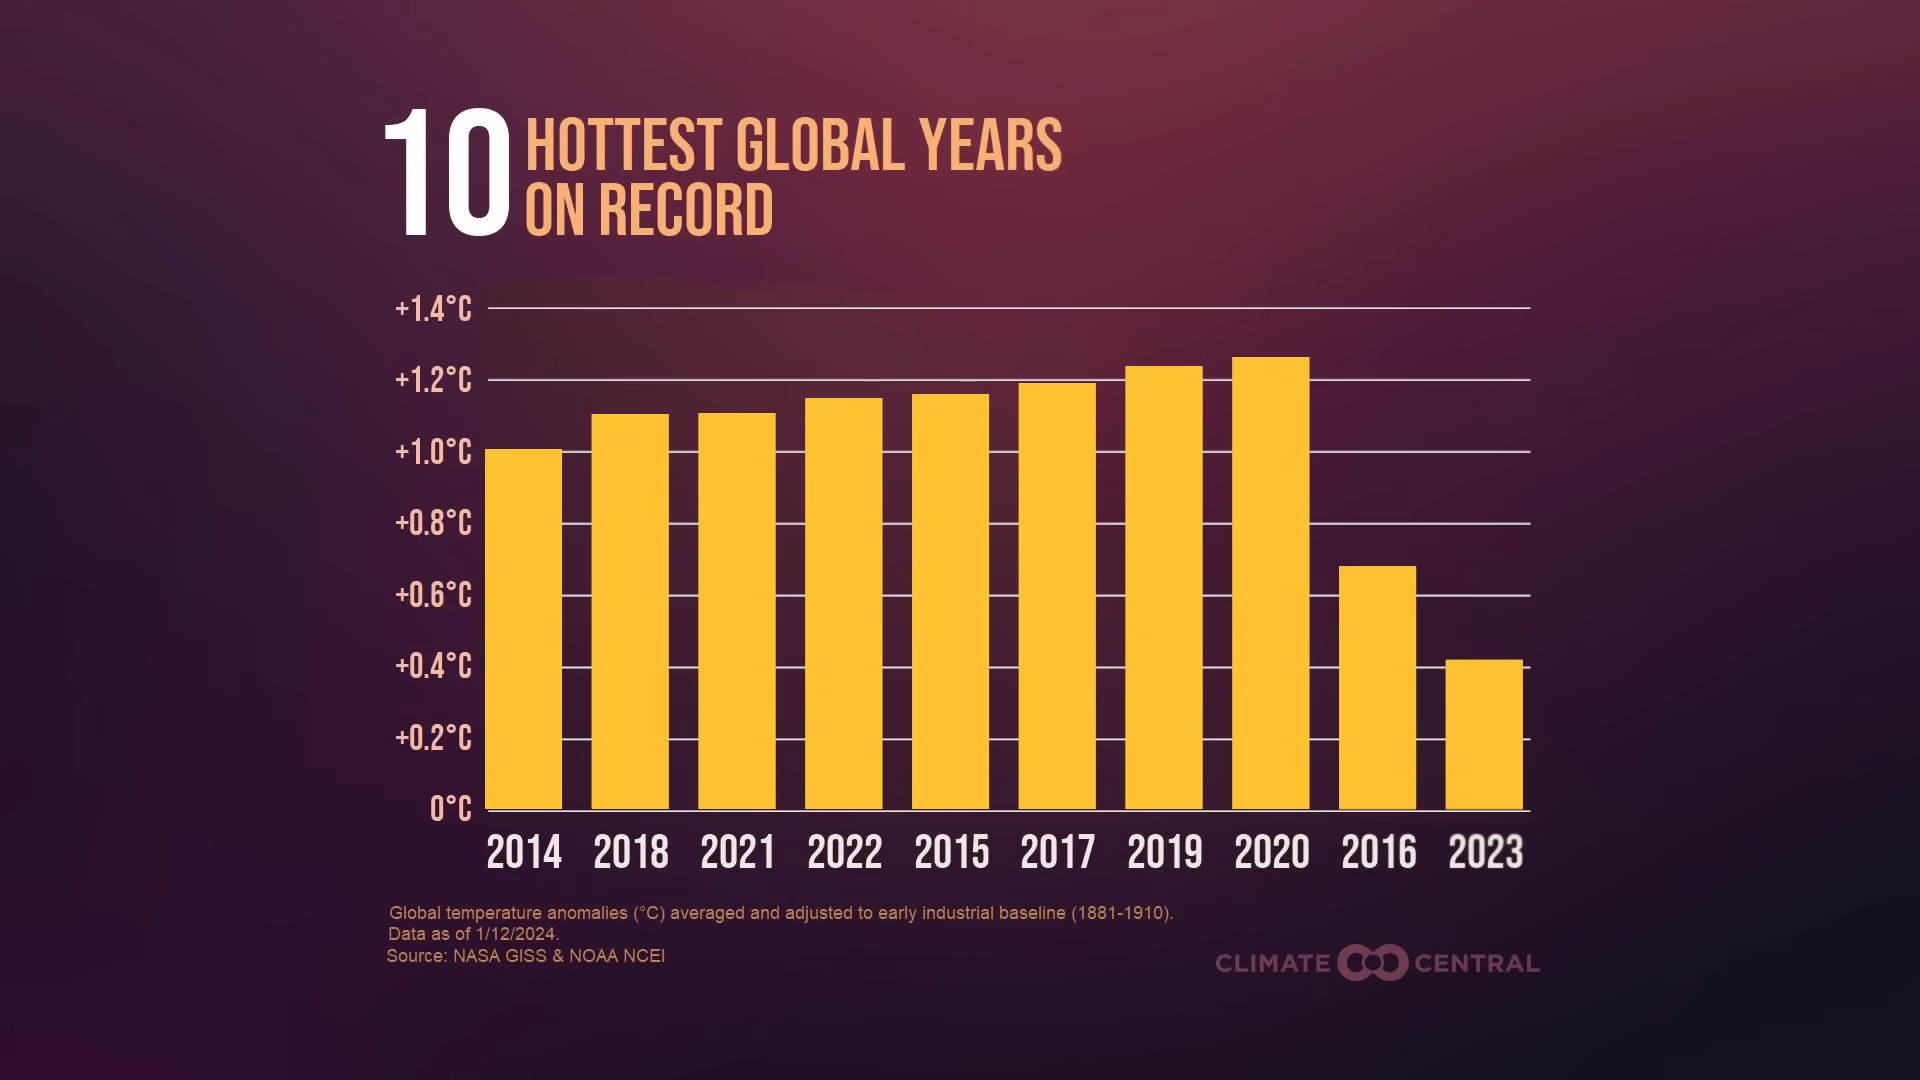 10 HOTTEST GLOBAL YEARS
ON RECORD
+1.4°C
+1.2°C
+1.0°C
+0.8°C
+0.6°C
+0.4°C
+0.2°C
0°C
2014 2018 2021 2022 2015 2017 2019 2020 2016 2023
Global temperature anomalies (°C) averaged and adjusted to early industrial baseline (1881-1910).
Data as of 1/12/2024.
Source: NASA GISS & NOAA NCEI
CLIMATE CENTRAL